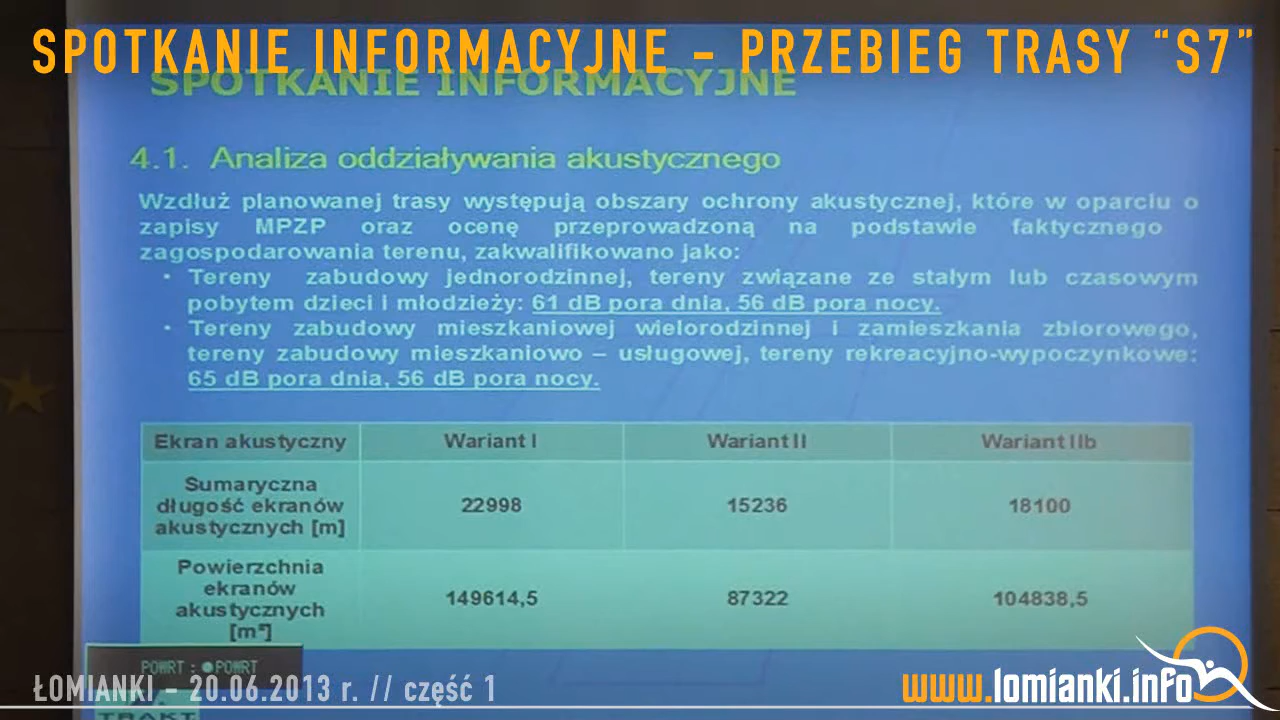 SPOTKANIE INFORMACYJNE - PRZEBIEG TRASY “S7”
SPOTKANIE INFORMACYJNE
4.1. Analiza oddziaływania akustycznego
Wzdłuż planowanej trasy występują obszary ochrony akustycznej, które w oparciu o
zapisy MPZP oraz ocenę przeprowadzoną na podstawie faktycznego
zagospodarowania terenu, zakwalifikowano jako:
• Tereny zabudowy jednorodzinnej, tereny związane ze stałym lub czasowym
pobytem dzieci i młodzieży: 61 dB pora dnia, 56 dB pora nocy.
• Tereny zabudowy mieszkaniowej wielorodzinnej i zamieszkania zbiorowego,
tereny zabudowy mieszkaniowo – usługowej, tereny rekreacyjno-wypoczynkowe:
65 dB pora dnia, 56 dB pora nocy.
Ekran akustyczny Wariant I Wariant II Wariant IIb
Sumaryczna
długość ekranów
akustycznych [m] 22998 15236 18100
Powierzchnia
ekranów
akustycznych
[m²] 149614,5 87322 104838,5
POWRT : POWRT
ŁOMIANKI - 20.06.2013 r. // część 1
TRAKT
www.lomianki.info